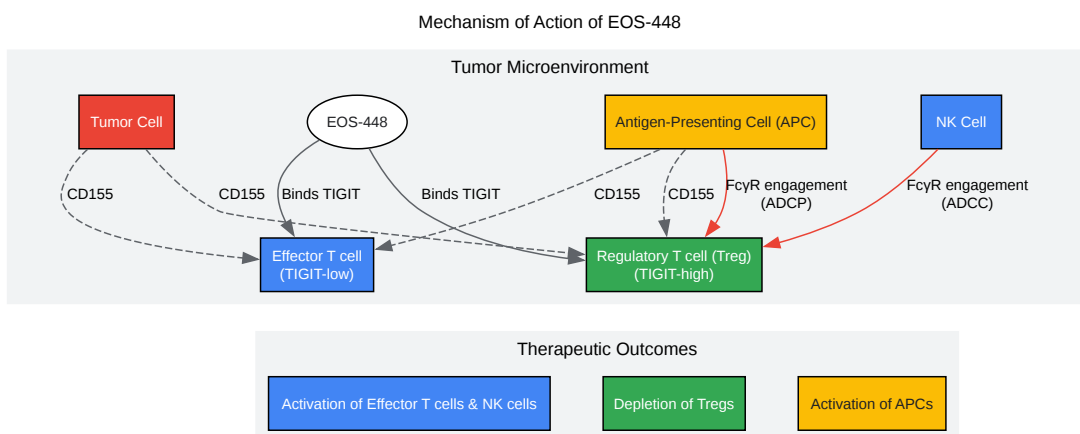 Mechanism of Action of EOS-448
Tumor Microenvironment
Tumor Cell
EOS-448
Antigen-Presenting Cell (APC)
NK Cell
CD155
CD155
Binds TIGIT
Binds TIGIT
CD155
CD155
FcγR engagement
(ADCP)
FcγR engagement
(ADCC)
Effector T cell
(TIGIT-low)
Regulatory T cell (Treg)
(TIGIT-high)
Therapeutic Outcomes
Activation of Effector T cells & NK cells
Depletion of Tregs
Activation of APCs